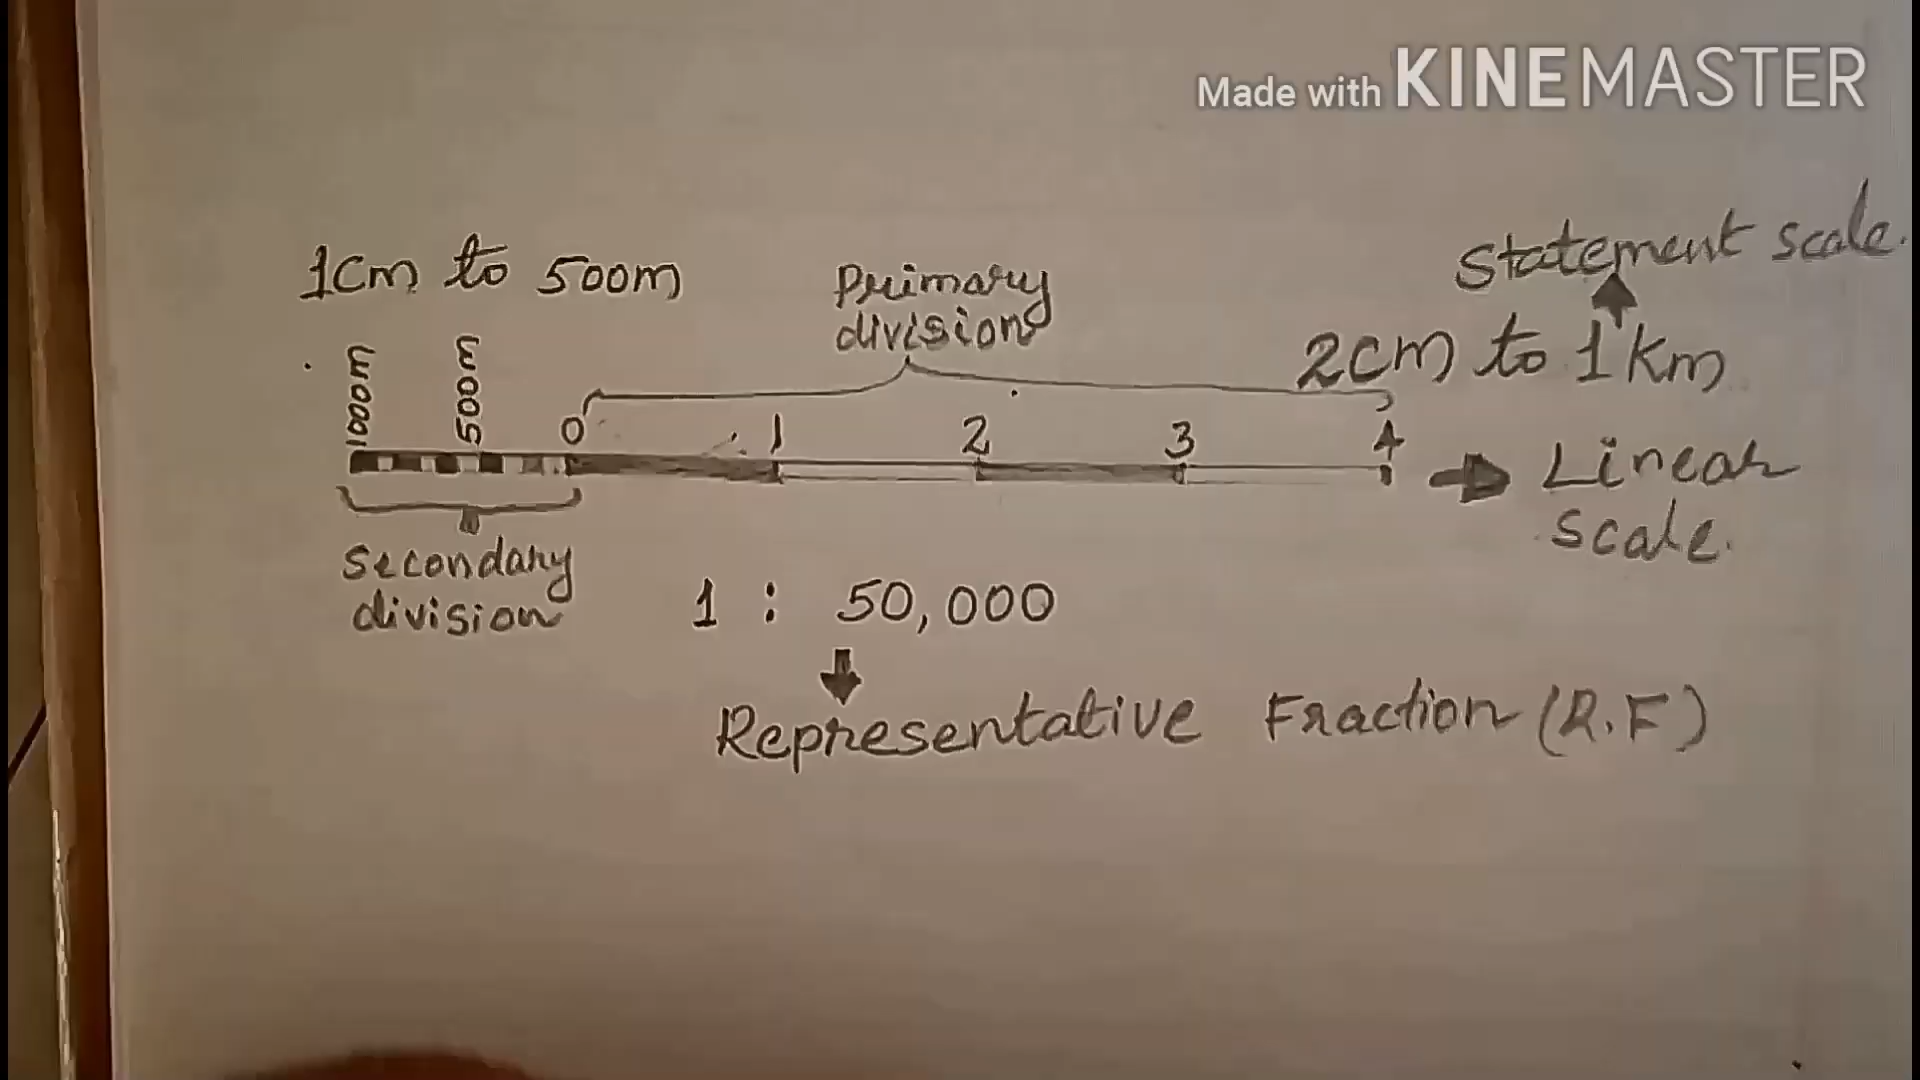 Made with KINEMASTER
Statement scale.
1cm to 500m
Primary
division
2cm to 1km
1000m
500m
0 1 2 3 4
Linear
scale.
Secondary
division
1 : 50,000
Representative Fraction (R.F)